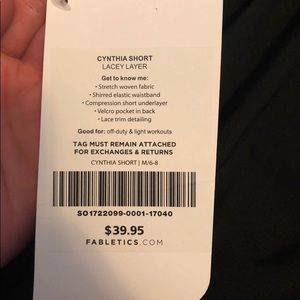 CYNTHIA SHORT
LACEY LAYER
Get to know me:
• Stretch woven fabric
• Shirred elastic waistband
• Compression short underlayer
• Velcro pocket in back
• Lace trim detailing
Good for: off-duty & light workouts
TAG MUST REMAIN ATTACHED
FOR EXCHANGES & RETURNS
CYNTHIA SHORT | M/6-8
SO1722099-0001-17040
$39.95
FABLETICS.COM